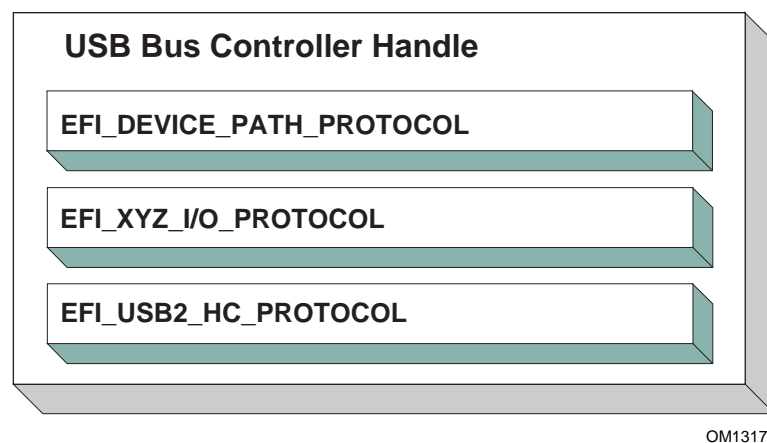 USB Bus Controller Handle
EFI_DEVICE_PATH_PROTOCOL
EFI_XYZ_I/O_PROTOCOL
EFI_USB2_HC_PROTOCOL
OM1317